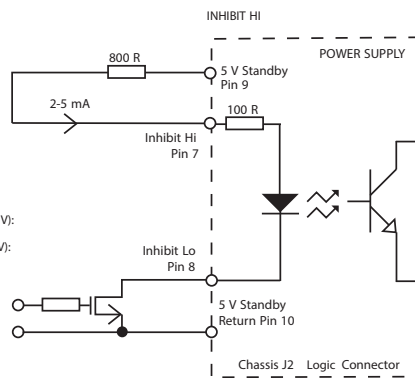 INHIBIT HI
POWER SUPPLY
800 R
5 V Standby
Pin 9
2-5 mA
100 R
Inhibit Hi
Pin 7
V):
V):
Inhibit Lo
Pin 8
5 V Standby
Return Pin 10
Chassis J2 Logic Connector